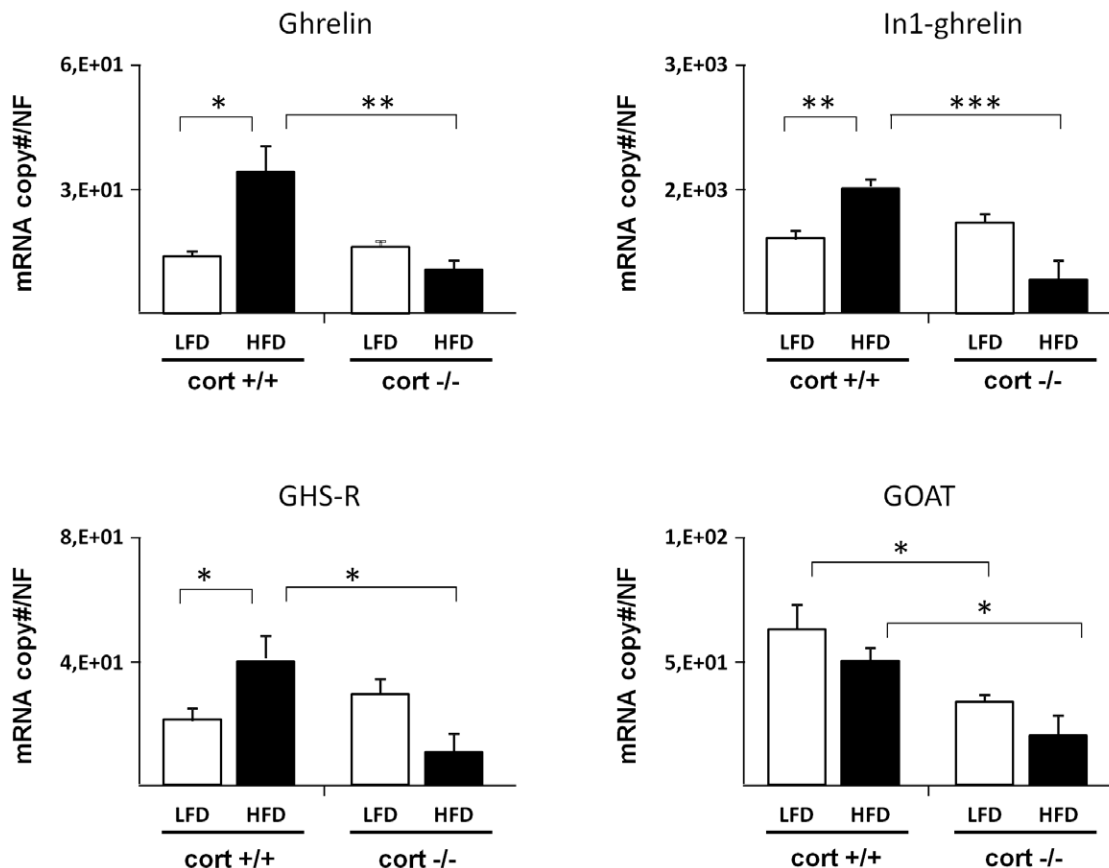 Ghrelin
6,E+01
3,E+01
mRNA copy#/NF
*
**
LFD HFD LFD HFD
cort +/+ cort -/-
In1-ghrelin
3,E+03
2,E+03
mRNA copy#/NF
**
***
LFD HFD LFD HFD
cort +/+ cort -/-
GHS-R
8,E+01
4,E+01
mRNA copy#/NF
*
*
LFD HFD LFD HFD
cort +/+ cort -/-
GOAT
1,E+02
5,E+01
mRNA copy#/NF
*
*
LFD HFD LFD HFD
cort +/+ cort -/-